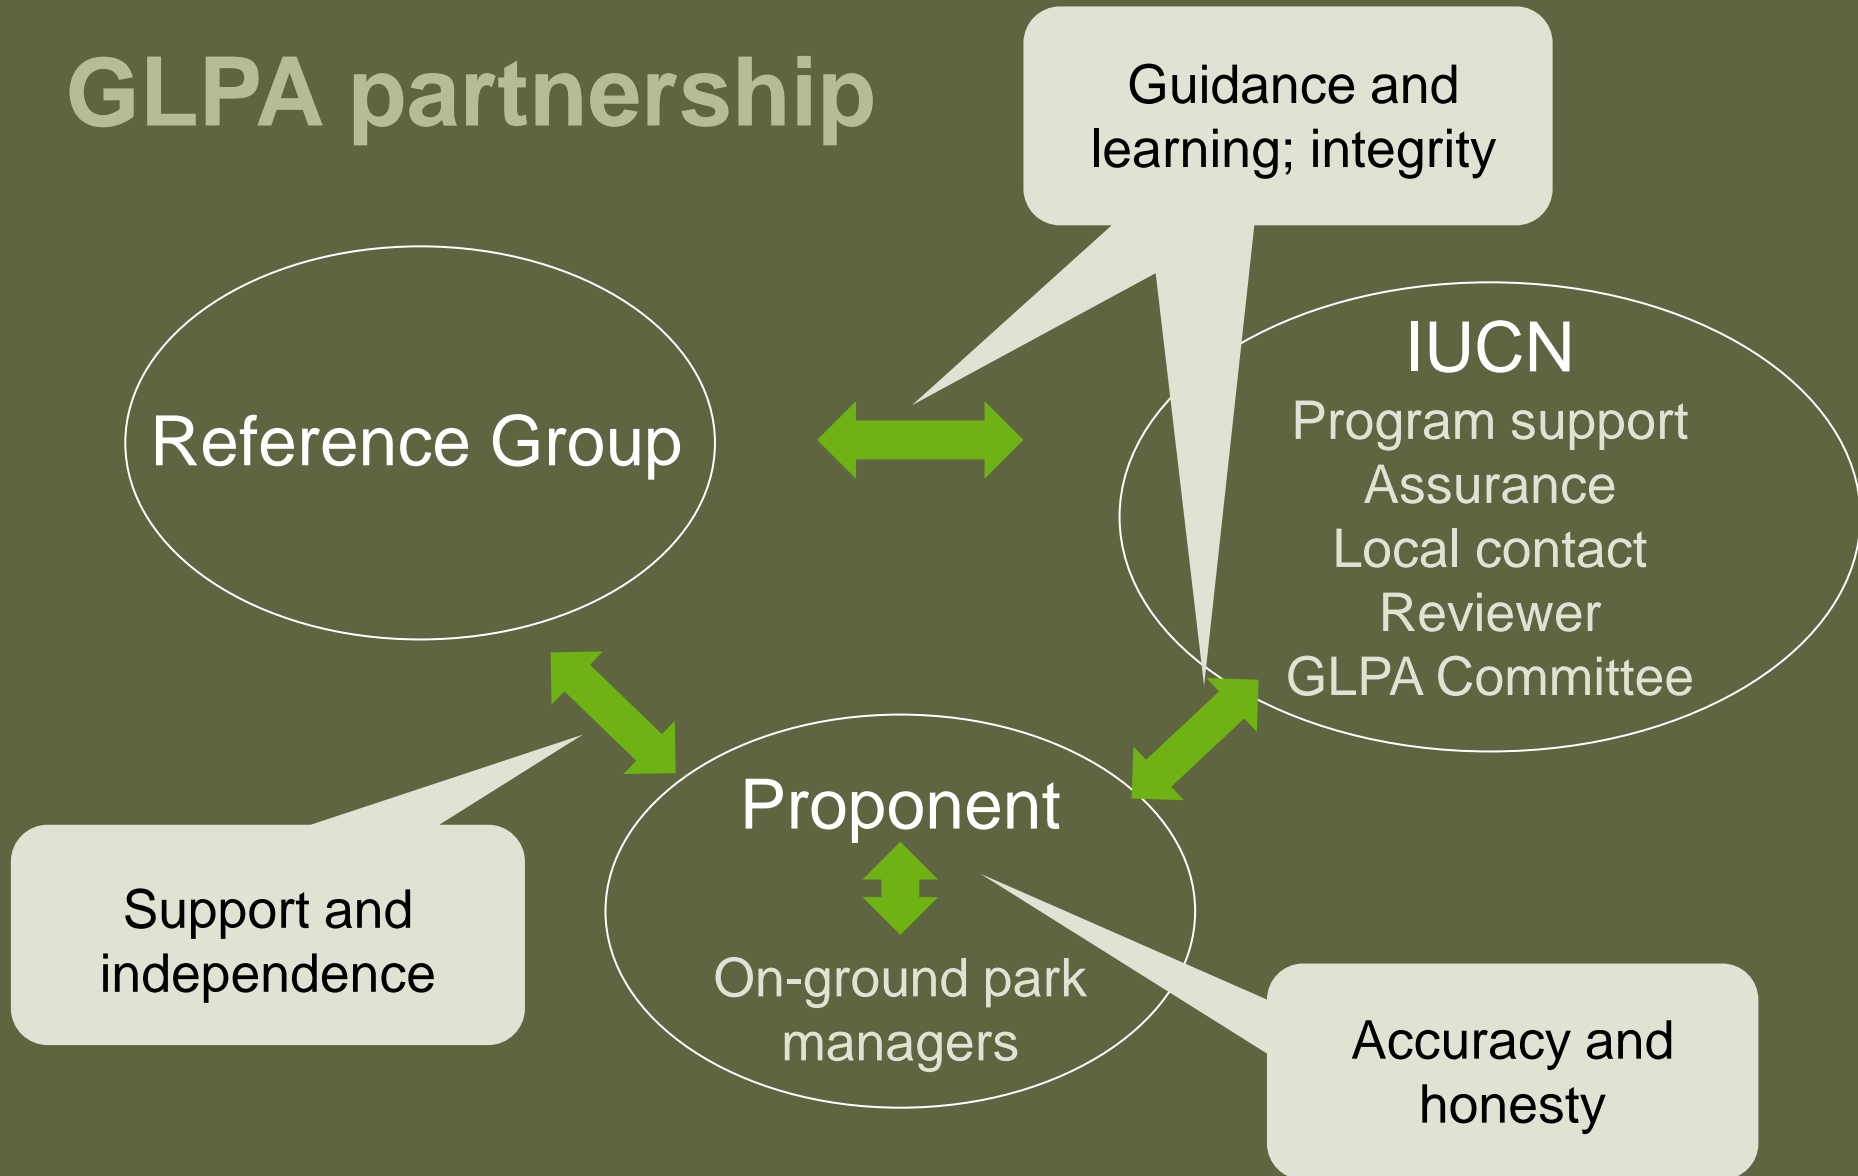 GLPA partnership
Guidance and
learning; integrity
Reference Group
IUCN
Program support
Assurance
Local contact
Reviewer
GLPA Committee
Proponent
On-ground park
managers
Support and
independence
Accuracy and
honesty